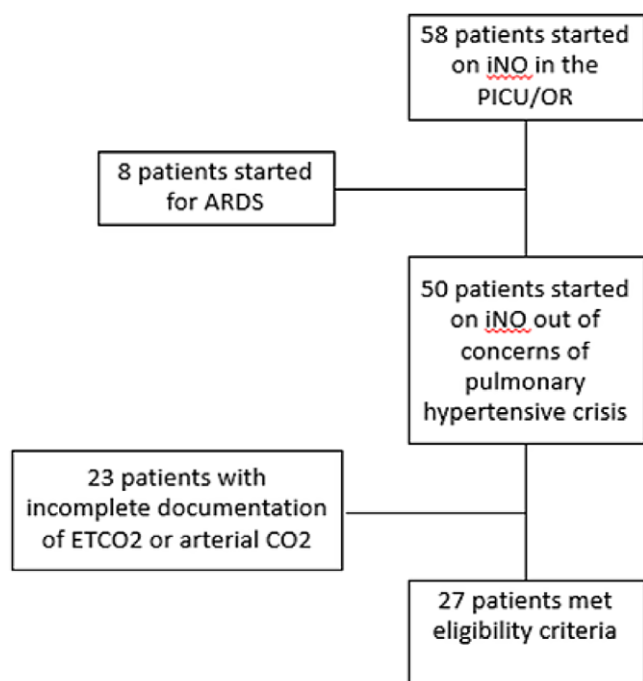 58 patients started
on iNO in the
PICU/OR
8 patients started
for ARDS
50 patients started
on iNO out of
concerns of
pulmonary
hypertensive crisis
23 patients with
incomplete documentation
of ETCO2 or arterial CO2
27 patients met
eligibility criteria